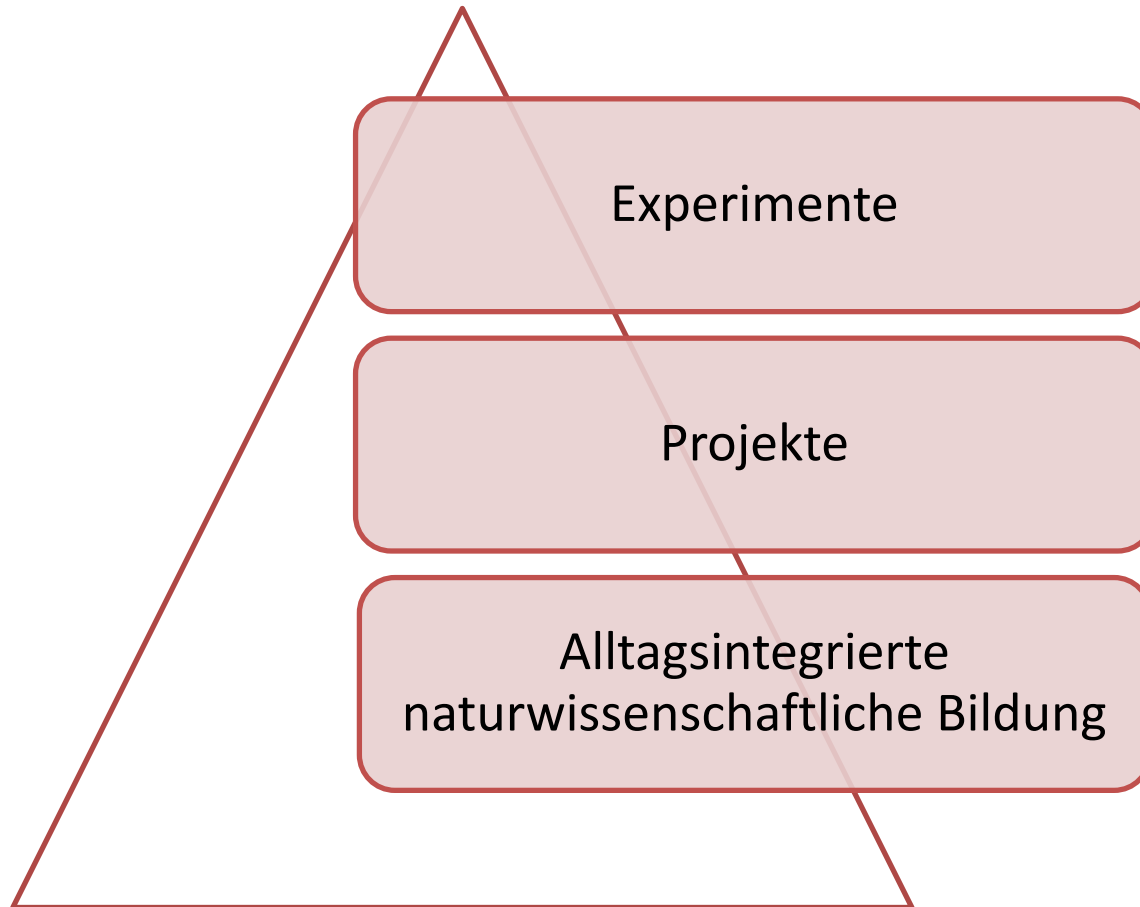 Experimente
Projekte
Alltagsintegrierte
naturwissenschaftliche Bildung